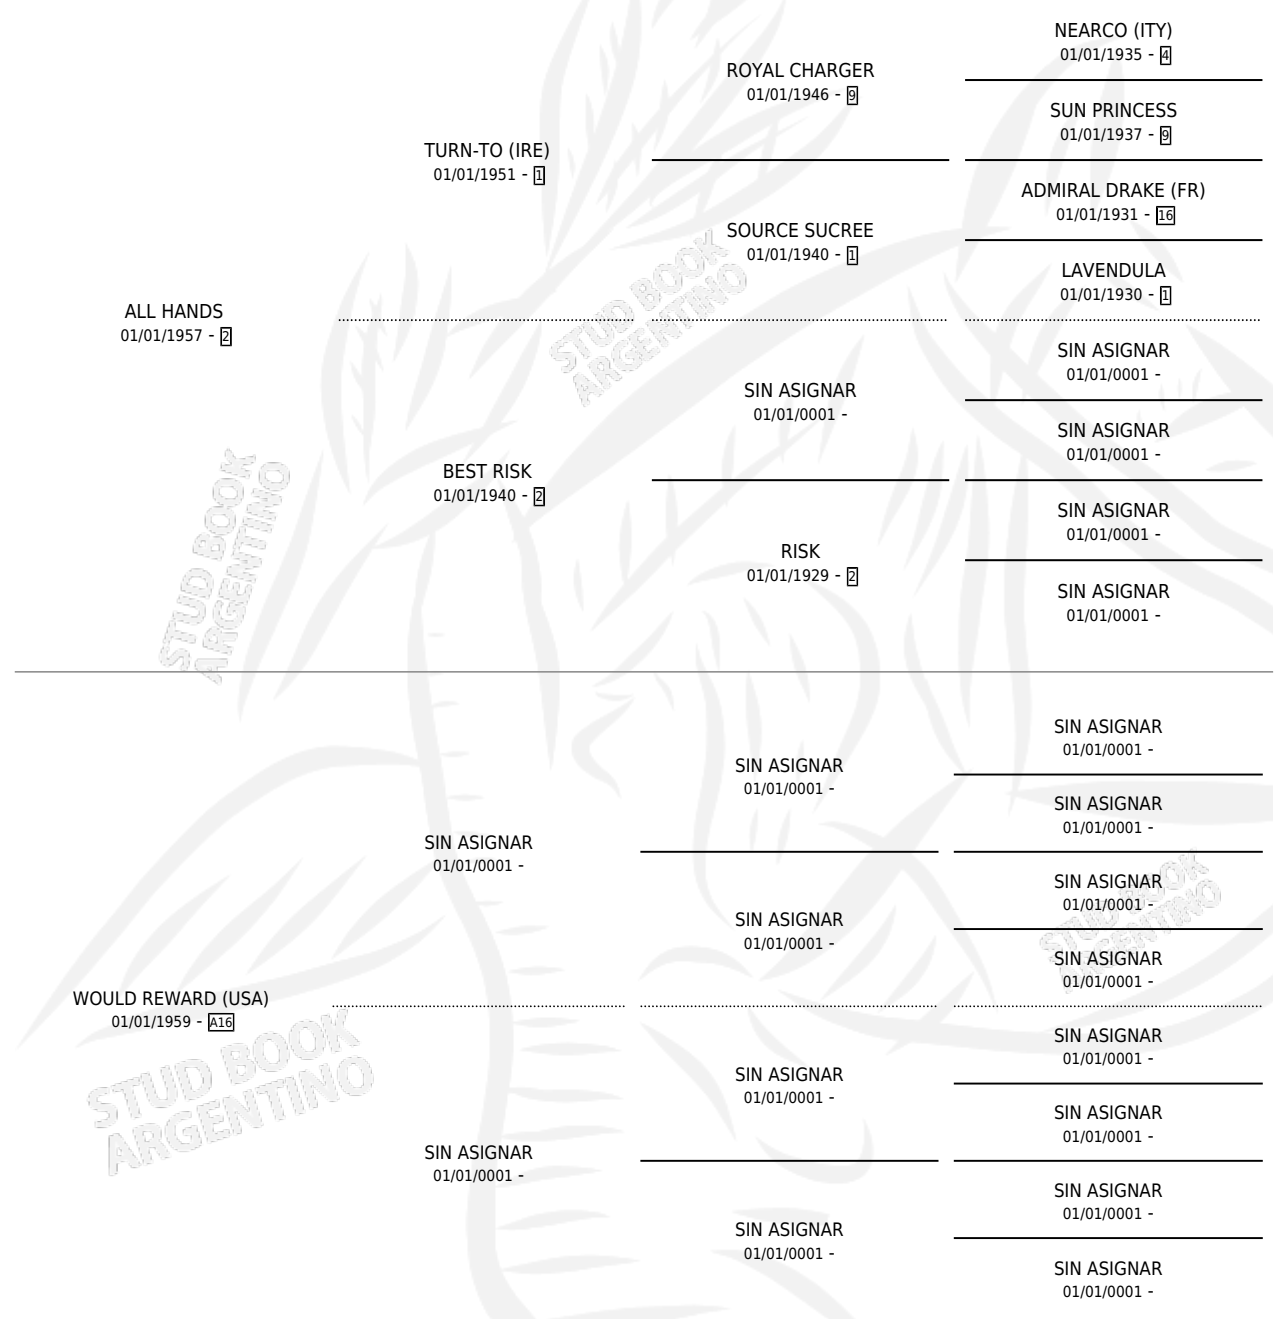 NEARCO (ITY)
01/01/1935 - 4
ROYAL CHARGER
01/01/1946 - 9
SUN PRINCESS
01/01/1937 - 9
TURN-TO (IRE)
01/01/1951 - 1
ADMIRAL DRAKE (FR)
01/01/1931 - 16
SOURCE SUCREE
01/01/1940 - 1
LAVENDULA
01/01/1930 - 1
ALL HANDS
01/01/1957 - 2
SIN ASIGNAR
01/01/0001 -
SIN ASIGNAR
01/01/0001 -
SIN ASIGNAR
01/01/0001 -
BEST RISK
01/01/1940 - 2
SIN ASIGNAR
01/01/0001 -
RISK
01/01/1929 - 2
SIN ASIGNAR
01/01/0001 -
SIN ASIGNAR
01/01/0001 -
SIN ASIGNAR
01/01/0001 -
SIN ASIGNAR
01/01/0001 -
SIN ASIGNAR
01/01/0001 -
SIN ASIGNAR
01/01/0001 -
SIN ASIGNAR
01/01/0001 -
SIN ASIGNAR
01/01/0001 -
WOULD REWARD (USA)
01/01/1959 - A16
SIN ASIGNAR
01/01/0001 -
SIN ASIGNAR
01/01/0001 -
SIN ASIGNAR
01/01/0001 -
SIN ASIGNAR
01/01/0001 -
SIN ASIGNAR
01/01/0001 -
SIN ASIGNAR
01/01/0001 -
SIN ASIGNAR
01/01/0001 -
STUD BOOK
ARGENTINO
STUD BOOK
ARGENTINO
STUD BOOK
ARGENTINO
STUD BOOK
ARGENTINO